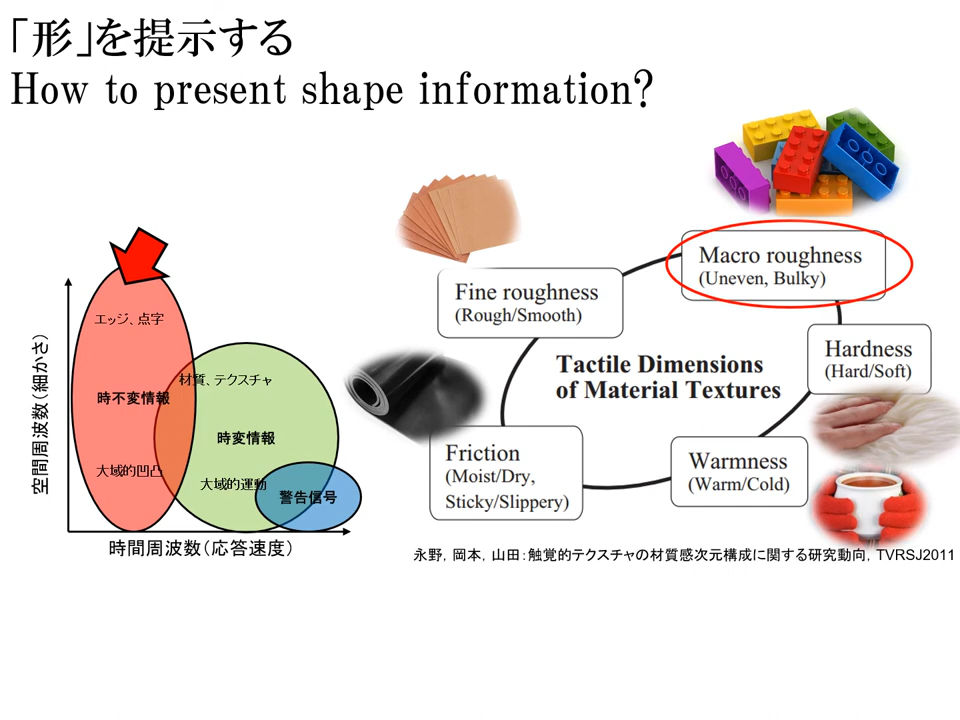 「形」を提示する
How to present shape information?
空間周波数(細かさ)
エッジ、点字
材質、テクスチャ
時不変情報
時変情報
大域的凹凸
大域的運動
警告信号
時間周波数(応答速度)
Macro roughness
(Uneven, Bulky)
Fine roughness
(Rough/Smooth)
Hardness
(Hard/Soft)
Tactile Dimensions
of Material Textures
Friction
(Moist/Dry,
Sticky/Slippery)
Warmness
(Warm/Cold)
永野，岡本，山田：触覚的テクスチャの材質感次元構成に関する研究動向，TVRSJ2011